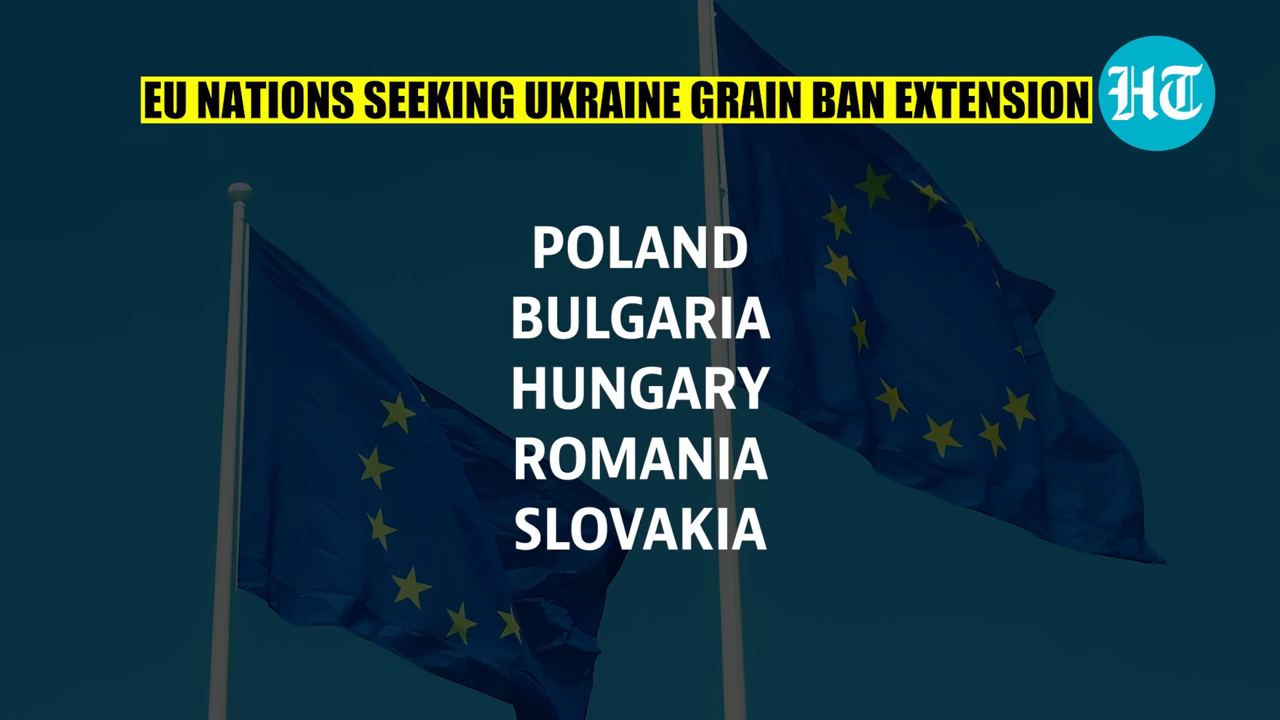 EU NATIONS SEEKING UKRAINE GRAIN BAN EXTENSION
HT
POLAND
BULGARIA
HUNGARY
ROMANIA
SLOVAKIA